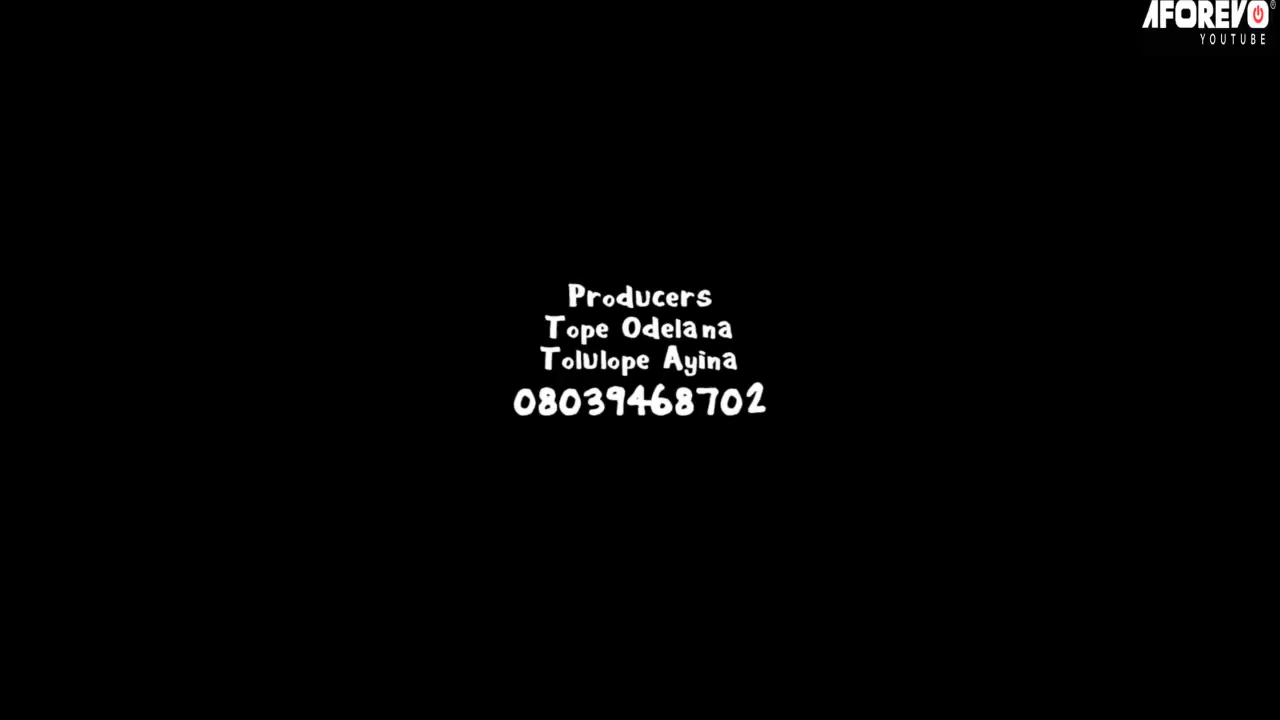 AFOREVO®
YOUTUBE
Producers
Tope Odelana
Tolulope Ayina
08039468702